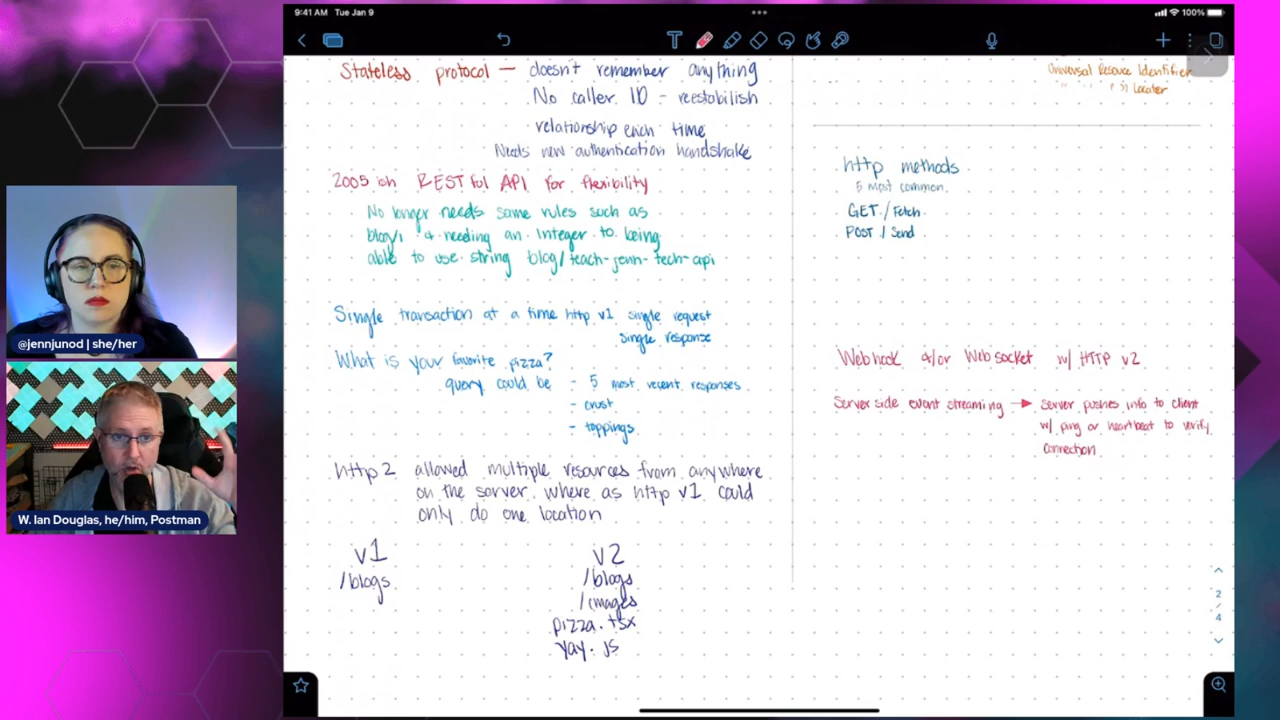 9:41 AM Tue Jan 9
100%
Stateless protocol — doesn't remember anything
No caller ID - reestabilish
relationship each time
Needs new authentication handshake
2005 ish RESTful API for flexibility
No longer needs same rules such as
blog/1 & needing an integer to being
able to use string blog/teach-jenn-tech-api
Single transaction at a time http v1 single request
single response
What is your favorite pizza?
query could be - 5 most recent responses
- crust
- toppings
http2 allowed multiple resources from anywhere
on the server where as http v1 could
only do one location
v1
/blogs
v2
/blogs
/images
pizza.tsx
yay.js
Universal Resource Identifier
" " " Locater
http methods
5 most common
GET / Fetch
POST / Send
Webhook &/or Websocket w/ HTTP v2
Server side event streaming → server pushes info to client
w/ ping or heartbeat to verify
connection
2
/
4
@jennjunod | she/her
W. Ian Douglas, he/him, Postman